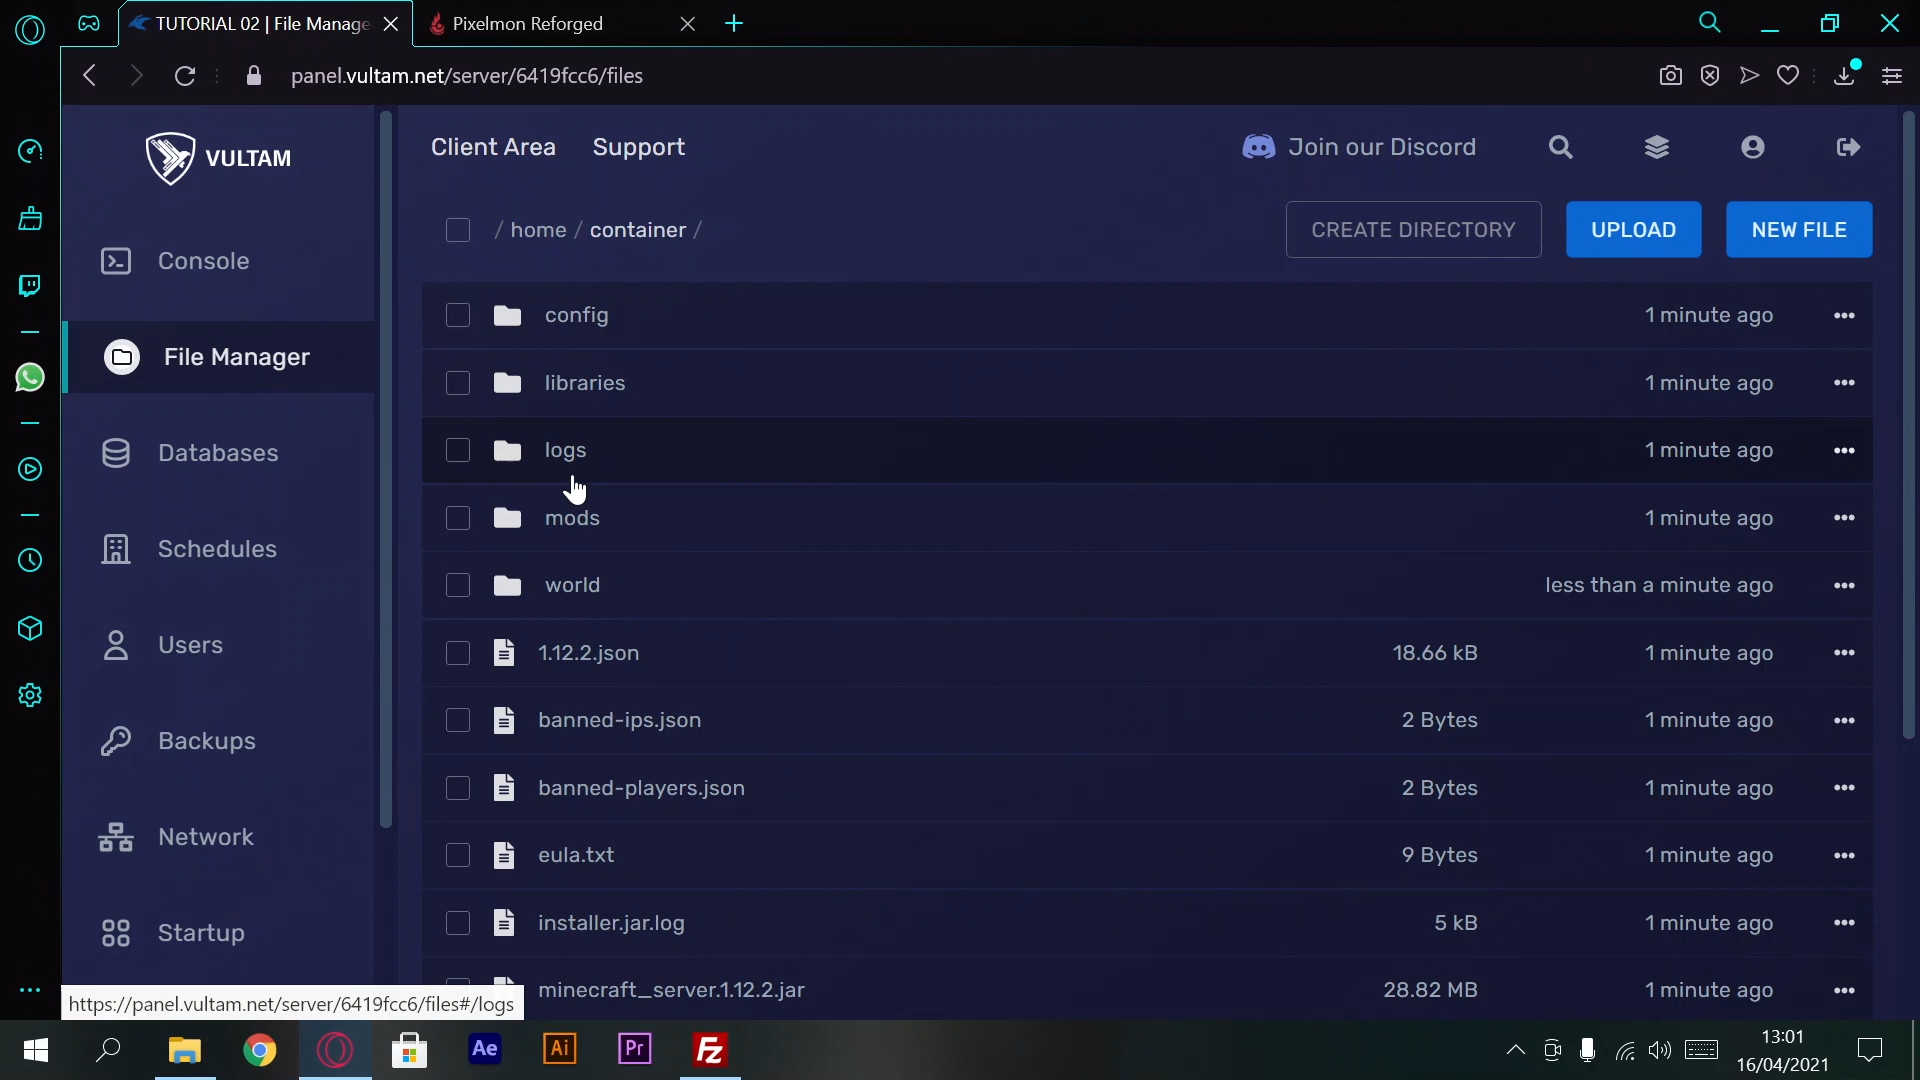 TUTORIAL 02 | File Manage
Pixelmon Reforged
panel.vultam.net/server/6419fcc6/files
VULTAM
Client Area
Support
Join our Discord
/ home / container /
CREATE DIRECTORY
UPLOAD
NEW FILE
Console
File Manager
Databases
Schedules
Users
Backups
Network
Startup
config 1 minute ago
libraries 1 minute ago
logs 1 minute ago
mods 1 minute ago
world less than a minute ago
1.12.2.json 18.66 kB 1 minute ago
banned-ips.json 2 Bytes 1 minute ago
banned-players.json 2 Bytes 1 minute ago
eula.txt 9 Bytes 1 minute ago
installer.jar.log 5 kB 1 minute ago
minecraft_server.1.12.2.jar 28.82 MB 1 minute ago
https://panel.vultam.net/server/6419fcc6/files#/logs
Ae
Ai
Pr
Fz
13:01
16/04/2021